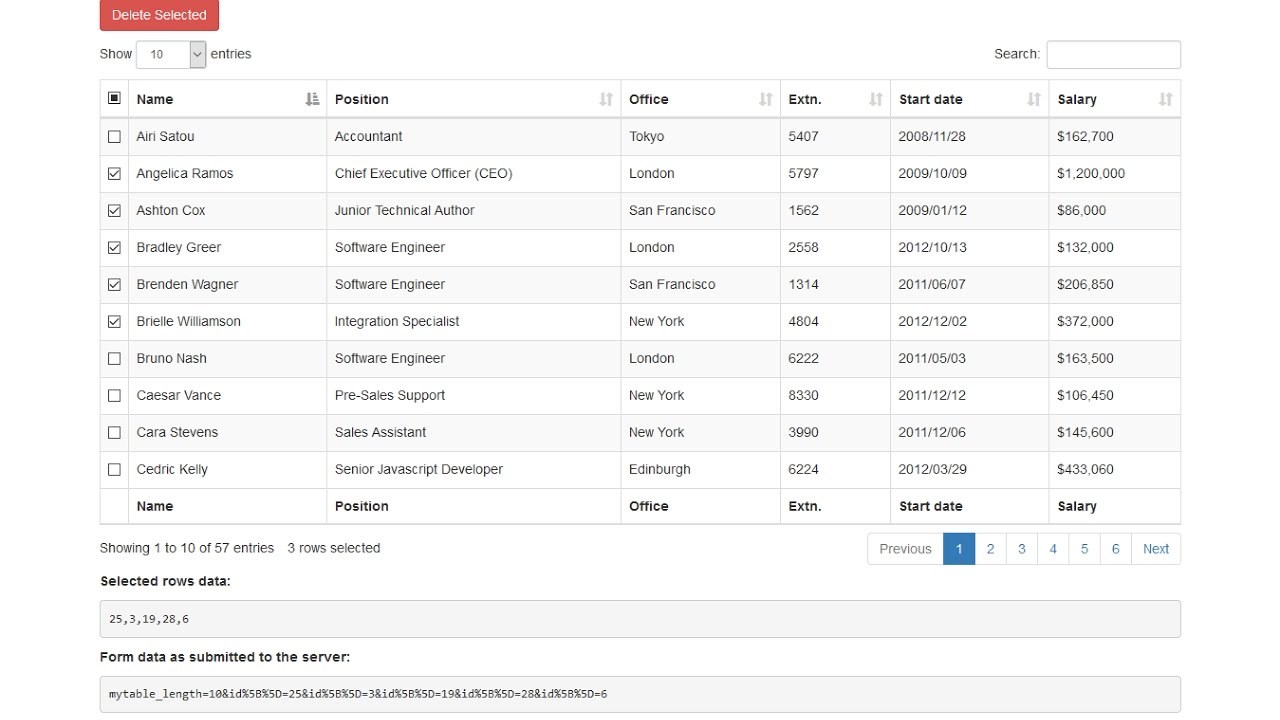 Delete Selected
Show 10 entries Search:
Name Position Office Extn. Start date Salary
Airi Satou Accountant Tokyo 5407 2008/11/28 $162,700
Angelica Ramos Chief Executive Officer (CEO) London 5797 2009/10/09 $1,200,000
Ashton Cox Junior Technical Author San Francisco 1562 2009/01/12 $86,000
Bradley Greer Software Engineer London 2558 2012/10/13 $132,000
Brenden Wagner Software Engineer San Francisco 1314 2011/06/07 $206,850
Brielle Williamson Integration Specialist New York 4804 2012/12/02 $372,000
Bruno Nash Software Engineer London 6222 2011/05/03 $163,500
Caesar Vance Pre-Sales Support New York 8330 2011/12/12 $106,450
Cara Stevens Sales Assistant New York 3990 2011/12/06 $145,600
Cedric Kelly Senior Javascript Developer Edinburgh 6224 2012/03/29 $433,060
Name Position Office Extn. Start date Salary
Showing 1 to 10 of 57 entries 3 rows selected Previous 1 2 3 4 5 6 Next
Selected rows data:
25,3,19,28,6
Form data as submitted to the server:
mytable_length=10&id%5B%5D=25&id%5B%5D=3&id%5B%5D=19&id%5B%5D=28&id%5B%5D=6